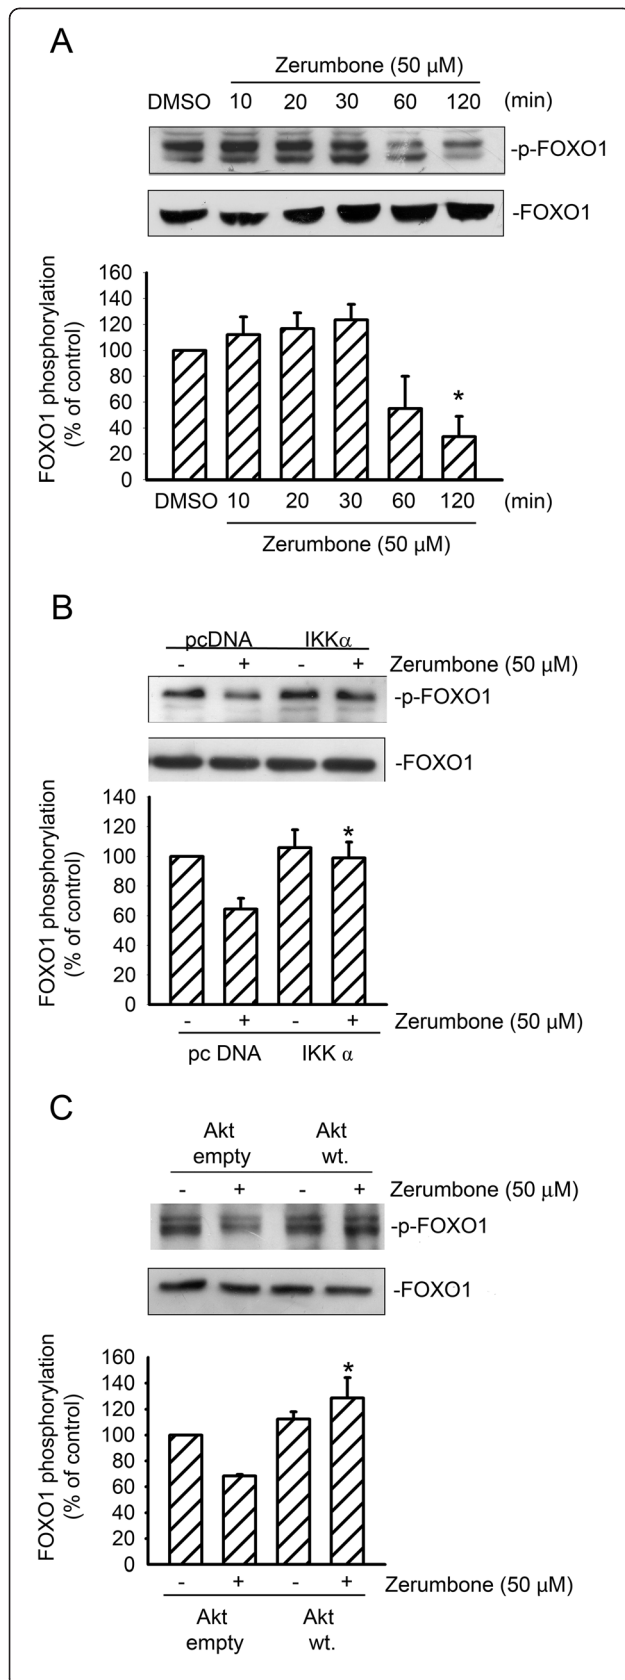 A
Zerumbone (50 µM)
DMSO 10 20 30 60 120 (min)
-p-FOXO1
-FOXO1
FOXO1 phosphorylation
(% of control)
160
140
120
100
80
60
40
20
0
*
DMSO 10 20 30 60 120 (min)
Zerumbone (50 µM)
B
pcDNA IKKα
- + - + Zerumbone (50 µM)
-p-FOXO1
-FOXO1
FOXO1 phosphorylation
(% of control)
140
120
100
80
60
40
20
0
*
- + - + Zerumbone (50 µM)
pc DNA IKK α
C
Akt Akt
empty wt.
- + - + Zerumbone (50 µM)
-p-FOXO1
-FOXO1
FOXO1 phosphorylation
(% of control)
160
140
120
100
80
60
40
20
0
*
- + - + Zerumbone (50 µM)
Akt Akt
empty wt.